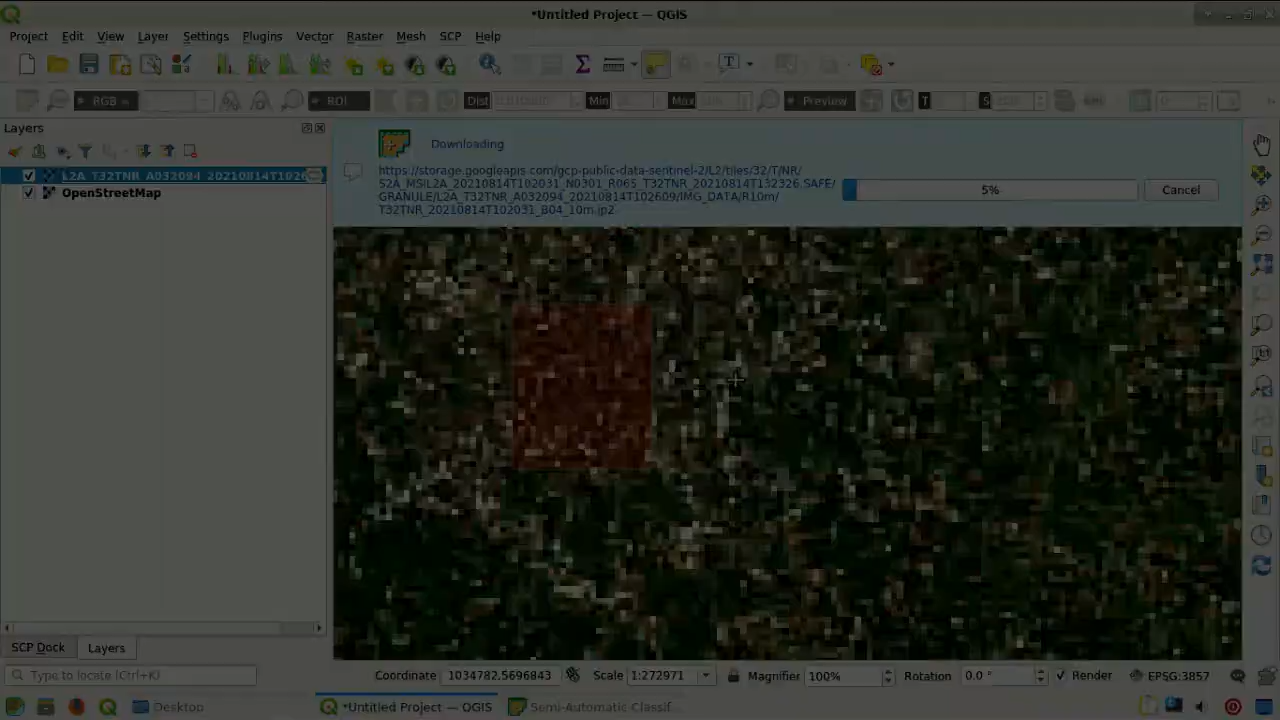 *Untitled Project — QGIS
Project Edit View Layer Settings Plugins Vector Raster Mesh SCP Help
RGB = ROI Dist Min Max Preview T S
Layers
Downloading
https://storage.googleapis.com/gcp-public-data-sentinel-2/L2/tiles/32/T/NR/
S2A_MSIL2A_20210814T102031_N0301_R065_T32TNR_20210814T132326.SAFE/
GRANULE/L2A_T32TNR_A032094_20210814T102609/IMG_DATA/R10m/
T32TNR_20210814T102031_B04_10m.jp2
5%
Cancel
L2A_T32TNR_A032094_20210814T1026
OpenStreetMap
SCP Dock Layers
Type to locate (Ctrl+K)
Coordinate 1034782,5696843 Scale 1:272971 Magnifier 100% Rotation 0.0 ° Render EPSG:3857
Desktop *Untitled Project — QGIS Semi-Automatic Classif...